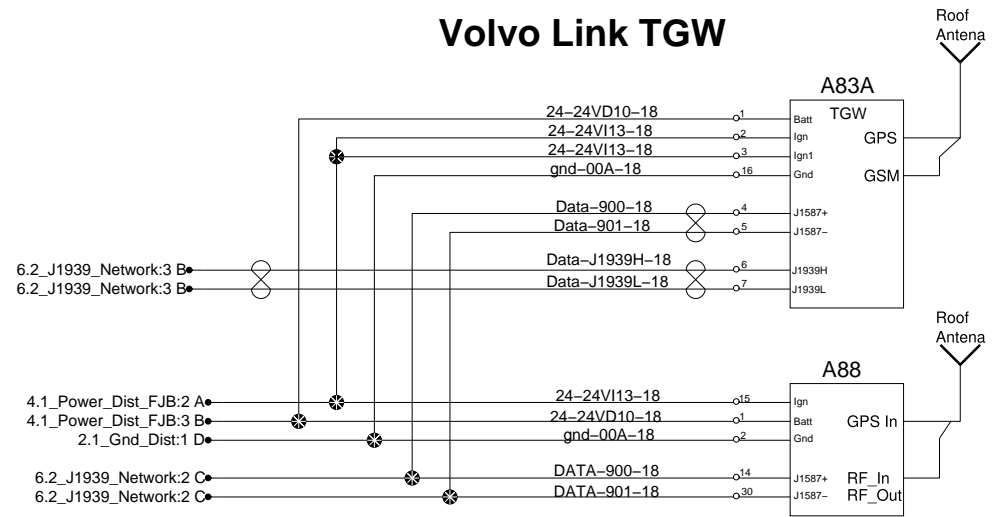 Volvo Link TGW
Roof
Antena
A83A
TGW
24-24VD10-18 1 Batt
24-24VI13-18 2 Ign
GPS
24-24VI13-18 3 Ign1
gnd-00A-18 16 Gnd
GSM
Data-900-18 4 J1587+
Data-901-18 5 J1587-
6.2_J1939_Network:3 B Data-J1939H-18 6 J1939H
6.2_J1939_Network:3 B Data-J1939L-18 7 J1939L
Roof
Antena
A88
4.1_Power_Dist_FJB:2 A 24-24VI13-18 15 Ign
4.1_Power_Dist_FJB:3 B 24-24VD10-18 1 Batt GPS In
2.1_Gnd_Dist:1 D gnd-00A-18 2 Gnd
6.2_J1939_Network:2 C DATA-900-18 14 J1587+ RF_In
6.2_J1939_Network:2 C DATA-901-18 30 J1587- RF_Out